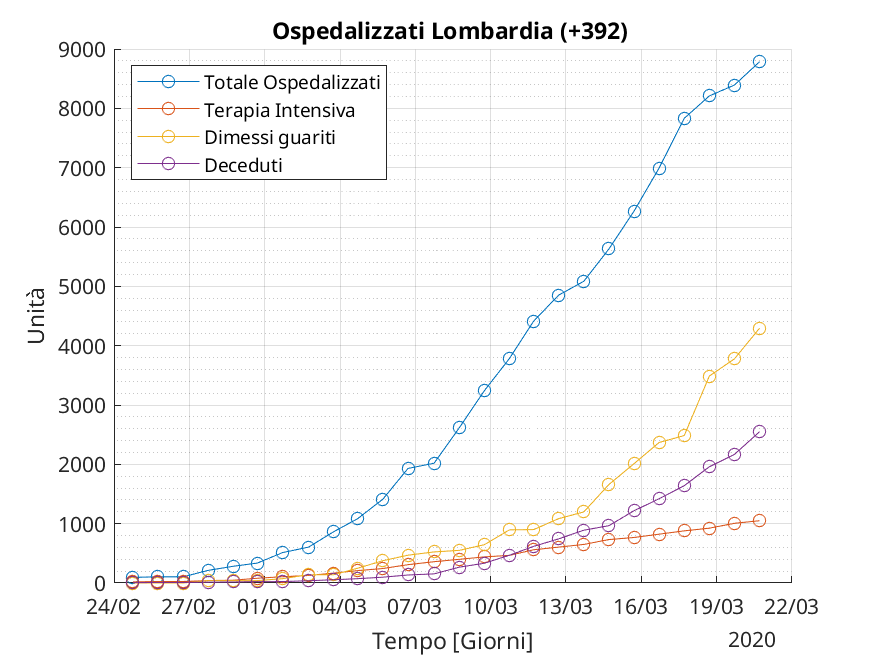 Ospedalizzati Lombardia (+392)
9000
8000
7000
6000
5000
4000
3000
2000
1000
0
Unità
Totale Ospedalizzati
Terapia Intensiva
Dimessi guariti
Deceduti
24/02 27/02 01/03 04/03 07/03 10/03 13/03 16/03 19/03 22/03
Tempo [Giorni]
2020